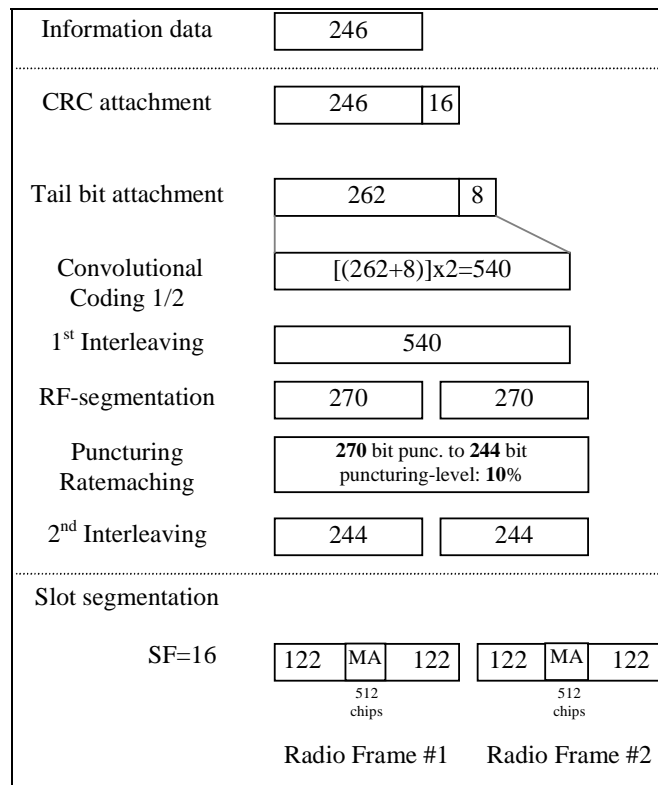 Information data 246
CRC attachment 246 16
Tail bit attachment 262 8
Convolutional
Coding 1/2
[(262+8)]x2=540
1st Interleaving 540
RF-segmentation 270 270
Puncturing
Ratemaching
270 bit punc. to 244 bit
puncturing-level: 10%
2nd Interleaving 244 244
Slot segmentation
SF=16 122 MA 122 122 MA 122
512 512
chips chips
Radio Frame #1 Radio Frame #2